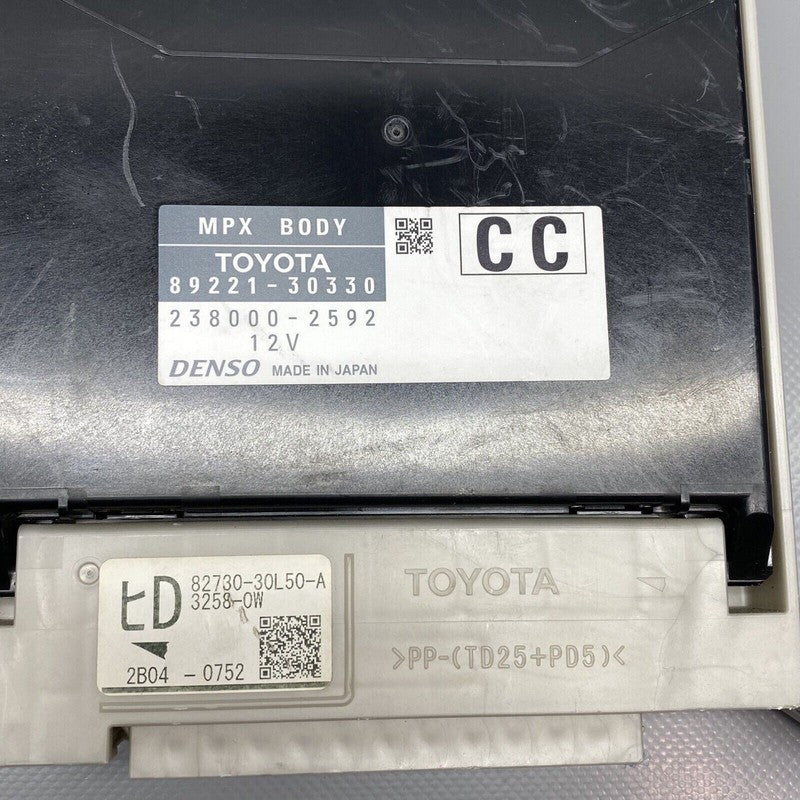 MPX BODY
CC
TOYOTA
89221-30330
238000-2592
12V
DENSO MADE IN JAPAN
ヒD
82730-30L50-A
3258-0W
2B04 -0752
TOYOTA
>PP-(TD25+PD5)<